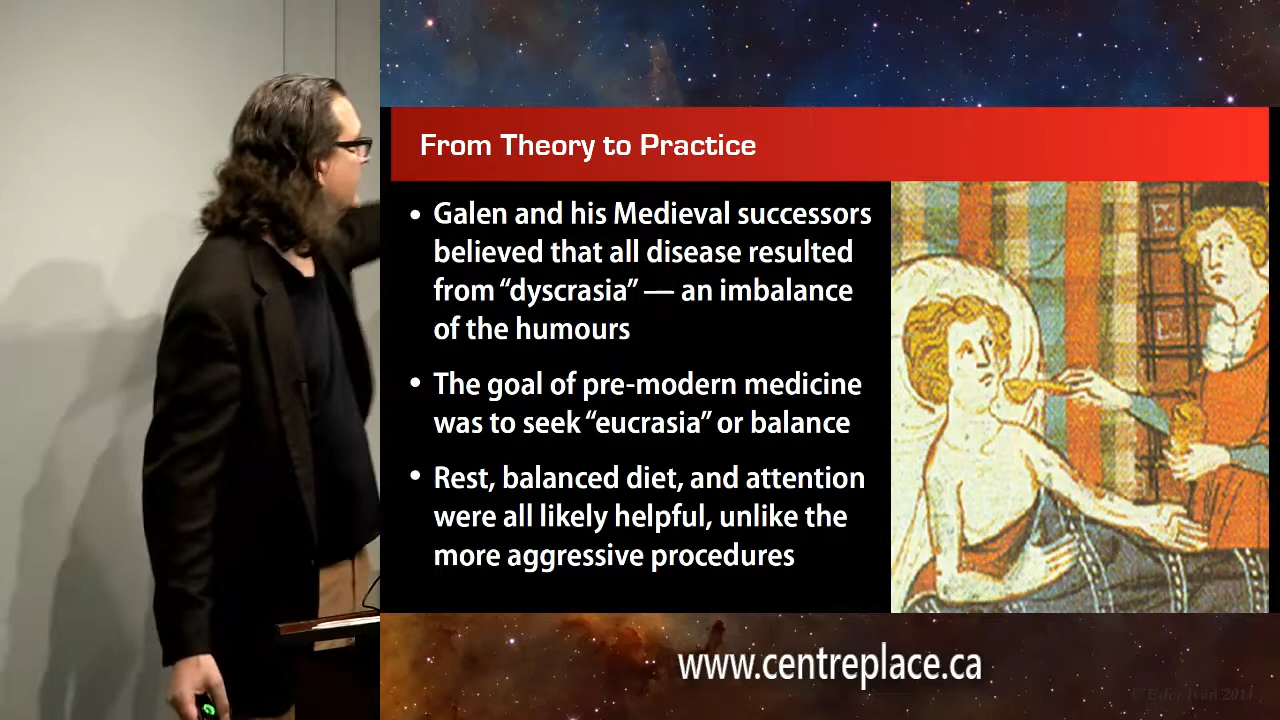 From Theory to Practice
• Galen and his Medieval successors
believed that all disease resulted
from “dyscrasia” — an imbalance
of the humours
• The goal of pre-modern medicine
was to seek “eucrasia” or balance
• Rest, balanced diet, and attention
were all likely helpful, unlike the
more aggressive procedures
www.centreplace.ca